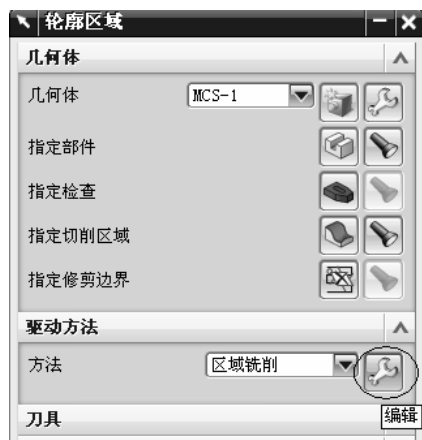 轮廓区域
几何体
几何体 MCS-1
指定部件
指定检查
指定切削区域
指定修剪边界
驱动方法
方法 区域铣削
编辑
刀具